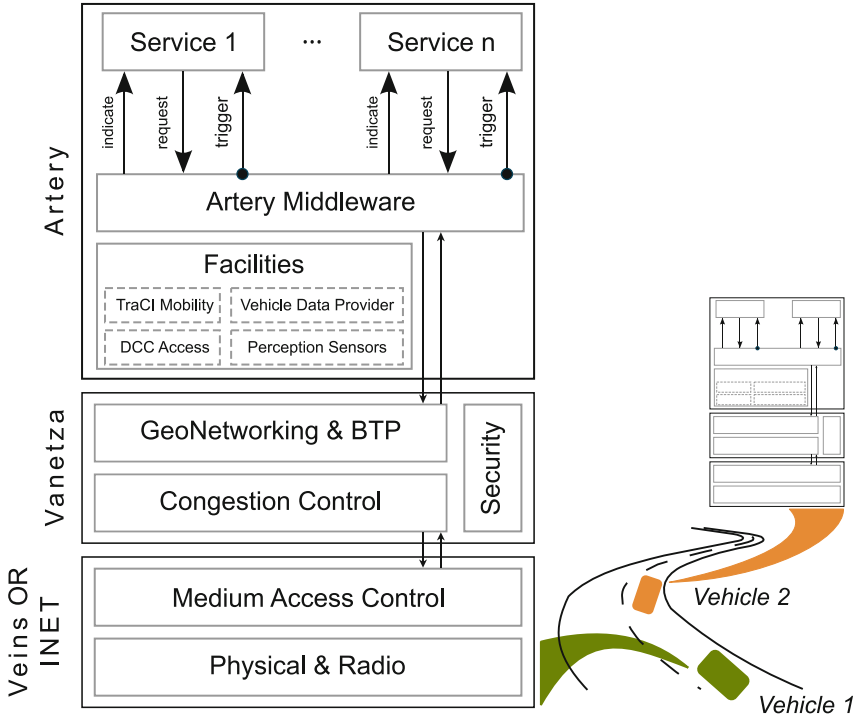 Artery
Service 1
...
Service n
indicate
request
trigger
indicate
request
trigger
Artery Middleware
Facilities
TraCI Mobility
Vehicle Data Provider
DCC Access
Perception Sensors
Vanetza
GeoNetworking & BTP
Congestion Control
Security
Veins OR
INET
Medium Access Control
Physical & Radio
Vehicle 2
Vehicle 1